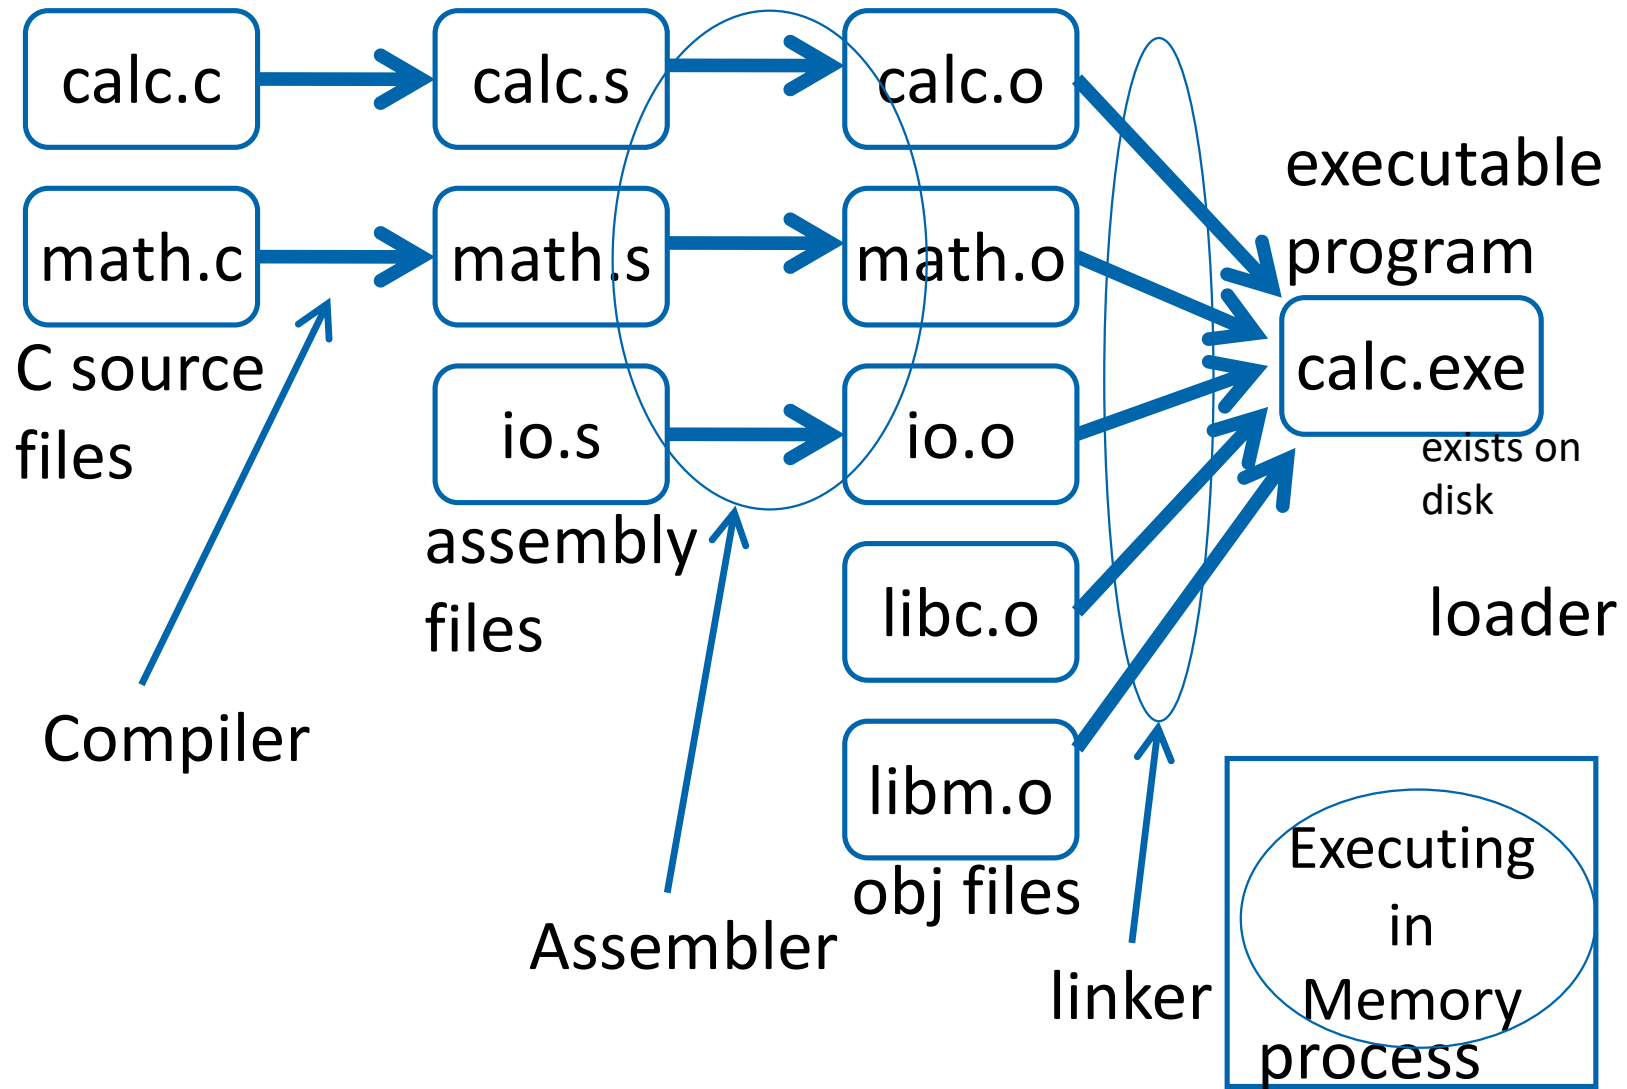 calc.c
calc.s
calc.o
math.c
math.s
math.o
C source
files
io.s
io.o
assembly
files
libc.o
libm.o
obj files
executable
program
calc.exe
exists on
disk
loader
Compiler
Assembler
linker
Executing
in
Memory
process